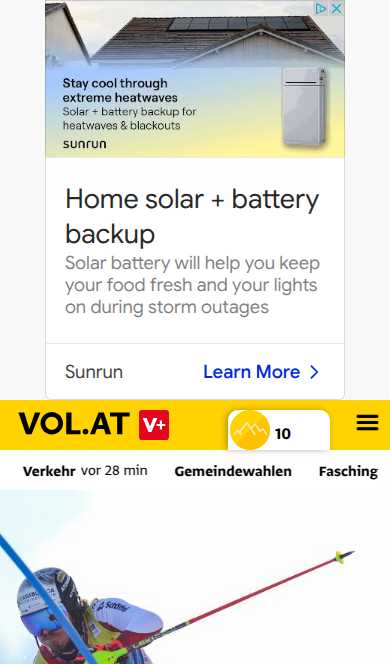 Stay cool through
extreme heatwaves
Solar + battery backup for
heatwaves & blackouts
sunrun
Home solar + battery
backup
Solar battery will help you keep
your food fresh and your lights
on during storm outages
Sunrun
Learn More
VOL.AT V+
10
Verkehr vor 28 min Gemeindewahlen Fasching